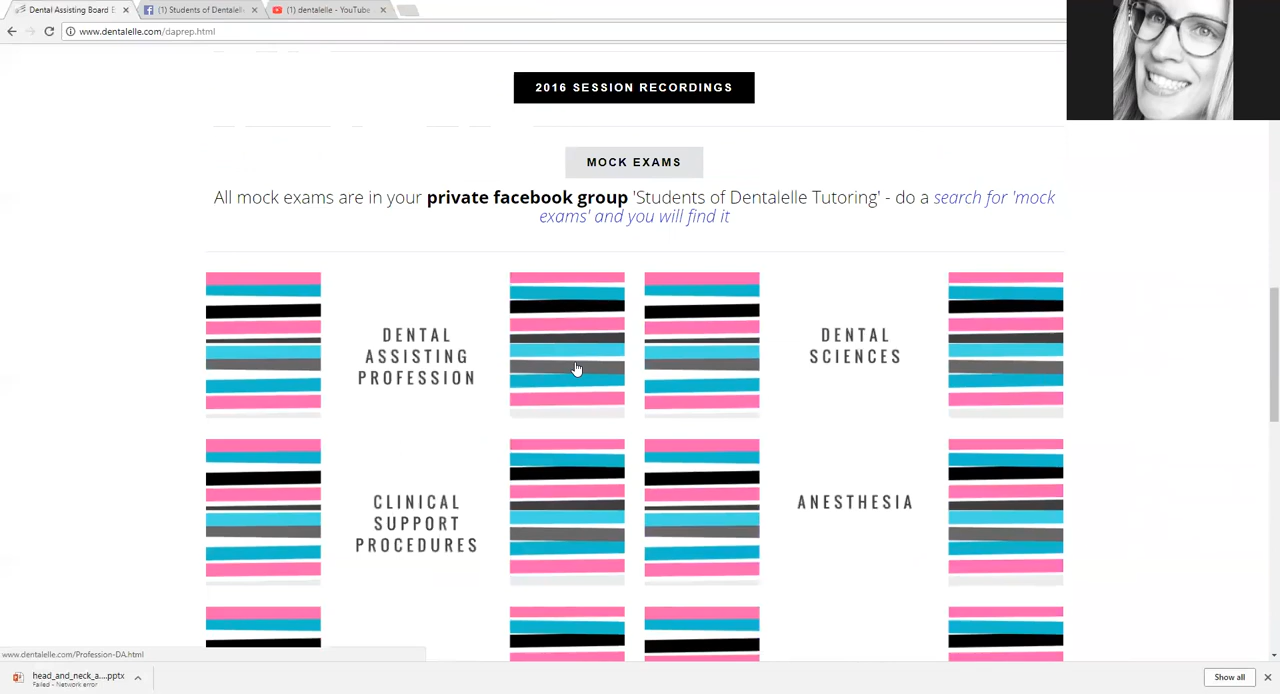 Dental Assisting Board E
(1) Students of Dentalell
(1) dentalelle - YouTube
www.dentalelle.com/daprep.html
2016 SESSION RECORDINGS
MOCK EXAMS
All mock exams are in your private facebook group 'Students of Dentalelle Tutoring' - do a search for 'mock
exams' and you will find it
DENTAL
ASSISTING
PROFESSION
DENTAL
SCIENCES
CLINICAL
SUPPORT
PROCEDURES
ANESTHESIA
www.dentalelle.com/Profession-DA.html
head_and_neck_a....pptx
Failed - Network error
Show all